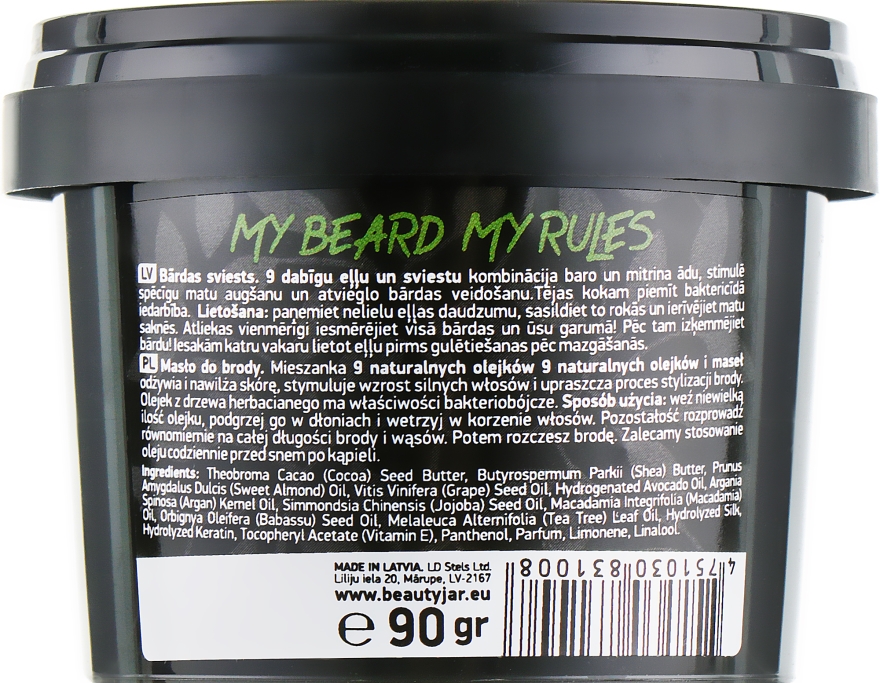 MY BEARD MY RULES
LV Bārdas sviests. 9 dabīgu eļļu un sviestu kombinācija baro un mitrina ādu, stimulē
spēcīgu matu augšanu un atvieglo bārdas veidošanu.Tējas kokam piemīt baktericīdā
iedarbība. Lietošana: paņemiet nelielu eļļas daudzumu, sasildiet to rokās un ierīvējiet matu
saknēs. Atliekas vienmērīgi iesmērējiet visā bārdas un ūsu garumā! Pēc tam izķemmējiet
bārdu! Iesakām katru vakaru lietot eļļu pirms gulētiešanas pēc mazgāšanās.
PL Masło do brody. Mieszanka 9 naturalnych olejków 9 naturalnych olejków i maseł
odżywia i nawilża skórę, stymuluje wzrost silnych włosów i upraszcza proces stylizacji brody.
Olejek z drzewa herbacianego ma właściwości bakteriobójcze. Sposób użycia: weź niewielką
ilość olejku, podgrzej go w dłoniach i wetrzyj w korzenie włosów. Pozostałość rozprowadź
równomiernie na całej długości brody i wąsów. Potem rozczesz brodę. Zalecamy stosowanie
oleju codziennie przed snem po kąpieli.
Ingredients: Theobroma Cacao (Cocoa) Seed Butter, Butyrospermum Parkii (Shea) Butter, Prunus
Amygdalus Dulcis (Sweet Almond) Oil, Vitis Vinifera (Grape) Seed Oil, Hydrogenated Avocado Oil, Argania
Spinosa (Argan) Kernel Oil, Simmondsia Chinensis (Jojoba) Seed Oil, Macadamia Integrifolia (Macadamia)
Oil, Orbignya Oleifera (Babassu) Seed Oil, Melaleuca Alternifolia (Tea Tree) Leaf Oil, Hydrolyzed Silk,
Hydrolyzed Keratin, Tocopheryl Acetate (Vitamin E), Panthenol, Parfum, Limonene, Linalool.
MADE IN LATVIA. LD Stels Ltd.
Liliju iela 20, Mārupe, LV-2167
www.beautyjar.eu
℮ 90 gr
4 751030 831008